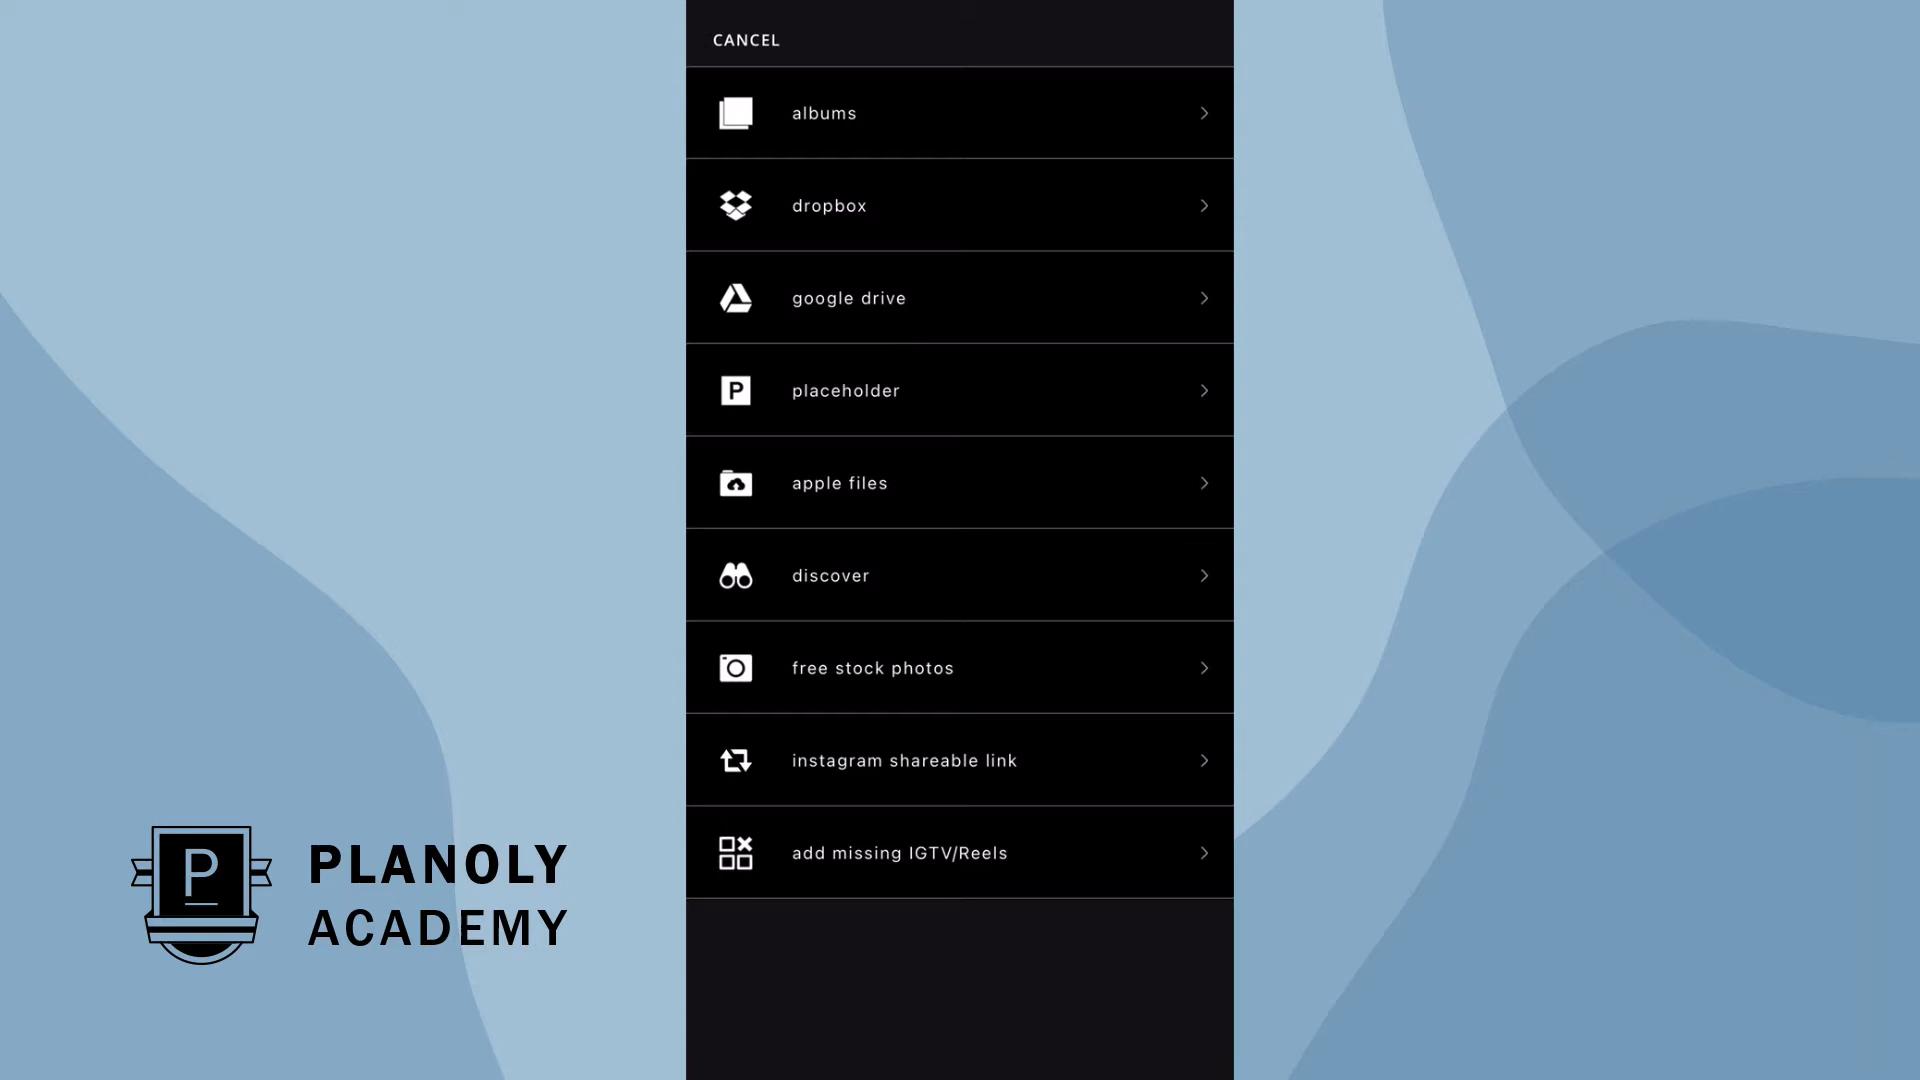 CANCEL
albums
dropbox
google drive
P placeholder
apple files
discover
free stock photos
instagram shareable link
add missing IGTV/Reels
P
PLANOLY
ACADEMY